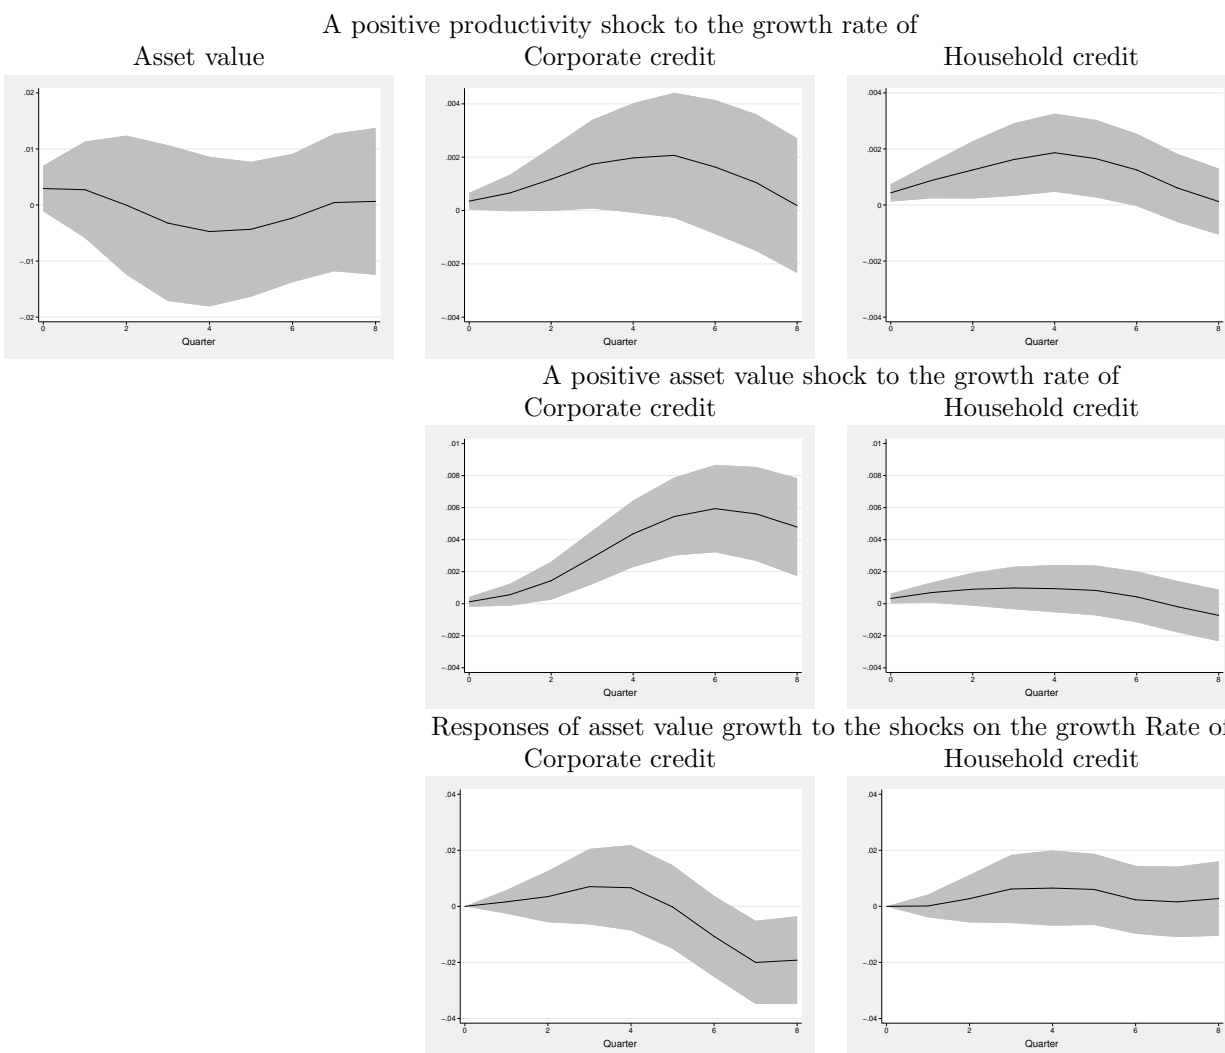 A positive productivity shock to the growth rate of
Asset value Corporate credit Household credit
.02
.01
0
−.01
−.02
0 2 4 6 8
Quarter
.004
.002
0
−.002
−.004
0 2 4 6 8
Quarter
.004
.002
0
−.002
−.004
0 2 4 6 8
Quarter
A positive asset value shock to the growth rate of
Corporate credit Household credit
.01
.008
.006
.004
.002
0
−.002
−.004
0 2 4 6 8
Quarter
.01
.008
.006
.004
.002
0
−.002
−.004
0 2 4 6 8
Quarter
Responses of asset value growth to the shocks on the growth Rate of
Corporate credit Household credit
.04
.02
0
−.02
−.04
0 2 4 6 8
Quarter
.04
.02
0
−.02
−.04
0 2 4 6 8
Quarter